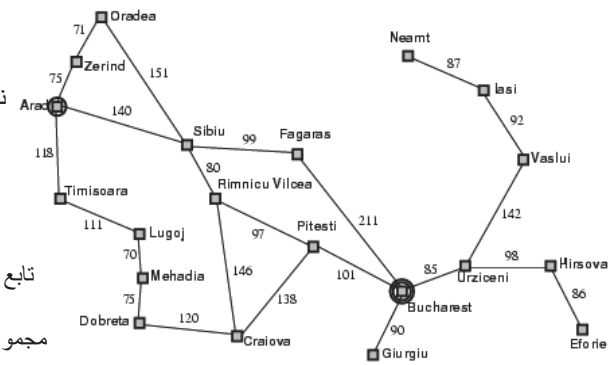 Oradea
71
Neamt
87
Zerind
151
Iasi
75
Arad
140
92
Sibiu
99
Fagaras
118
80
Vaslui
Timisoara
Rimnicu Vilcea
211
142
111
Lugoj
97
Pitesti
70
98
Hirsova
146
101
85
Urziceni
Mehadia
138
86
75
Bucharest
Dobreta
120
90
Craiova
Eforie
Giurgiu
تابع